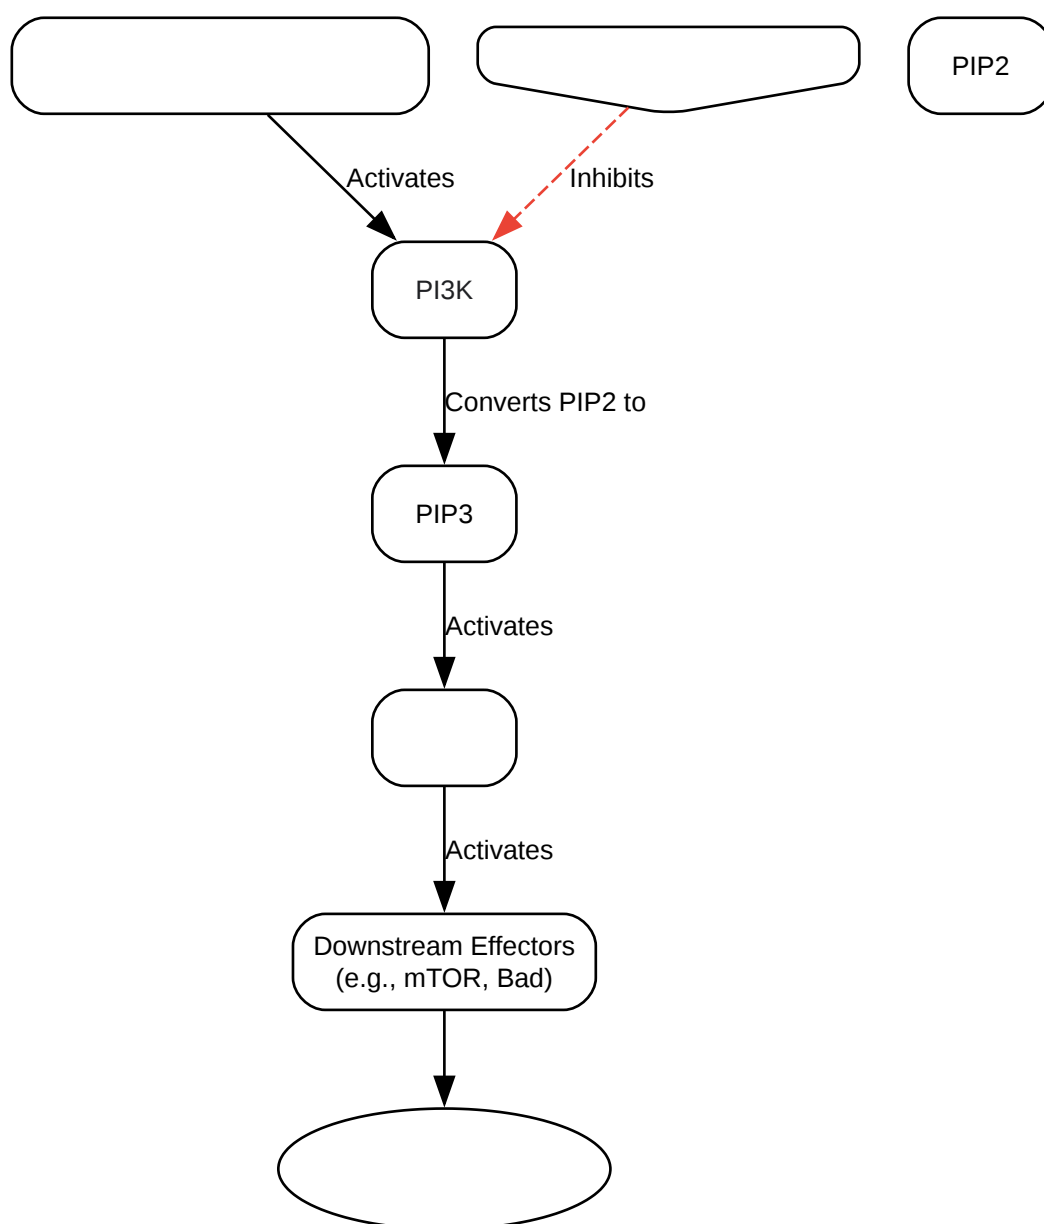 PIP2
Activates
Inhibits
PI3K
Converts PIP2 to
PIP3
Activates
Activates
Downstream Effectors
(e.g., mTOR, Bad)